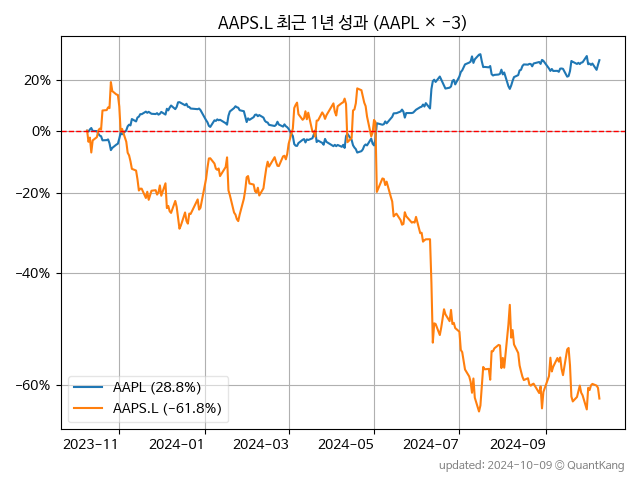 AAPS.L 최근 1년 성과 (AAPL × −3)
20%
0%
−20%
−40%
−60%
AAPL (28.8%)
AAPS.L (−61.8%)
2023−11
2024−01
2024−03
2024−05
2024−07
2024−09
updated: 2024-10-09 ⓒ QuantKang